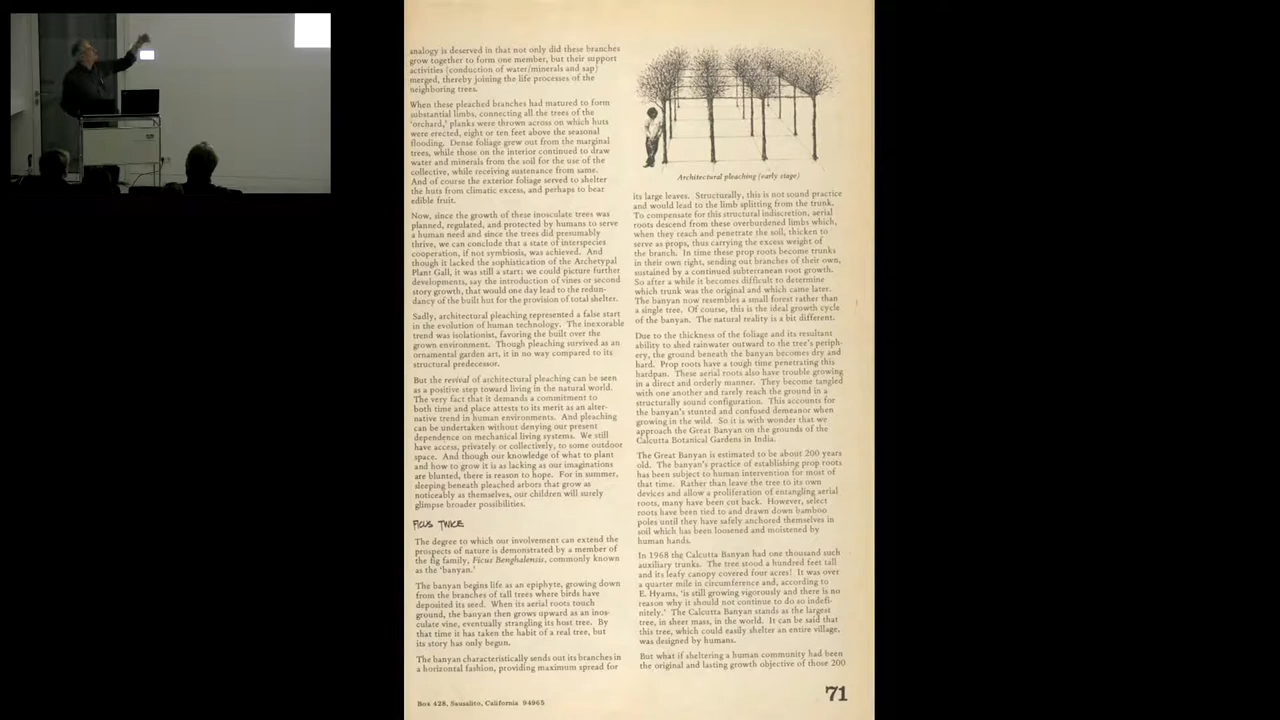 analogy is deserved in that not only did these branches
grow together to form one member, but their support
activities (conduction of water/minerals and sap)
merged, thereby joining the life processes of the
neighboring trees.
When these pleached branches had matured to form
substantial limbs, connecting all the trees of the
'orchard,' planks were thrown across on which huts
were erected, eight or ten feet above the seasonal
flooding. Dense foliage grew out from the marginal
trees, while those on the interior continued to draw
water and minerals from the soil for the use of the
collective, while receiving sustenance from same.
And of course the exterior foliage served to shelter
the huts from climatic excess, and perhaps to bear
edible fruit.
Now, since the growth of these inosculate trees was
planned, regulated, and protected by humans to serve
a human need and since the trees did presumably
thrive, we can conclude that a state of interspecies
cooperation, if not symbiosis, was achieved. And
though it lacked the sophistication of the Archetypal
Plant Gall, it was still a start; we could picture further
developments, say the introduction of vines or second
story growth, that would one day lead to the redun-
dancy of the built hut for the provision of total shelter.
Sadly, architectural pleaching represented a false start
in the evolution of human technology. The inexorable
trend was isolationist, favoring the built over the
grown environment. Though pleaching survived as an
ornamental garden art, it in no way compared to its
structural predecessor.
But the revival of architectural pleaching can be seen
as a positive step toward living in the natural world.
The very fact that it demands a commitment to
both time and place attests to its merit as an alter-
native trend in human environments. And pleaching
can be undertaken without denying our present
dependence on mechanical living systems. We still
have access, privately or collectively, to some outdoor
space. And though our knowledge of what to plant
and how to grow it is as lacking as our imaginations
are blunted, there is reason to hope. For in summer,
sleeping beneath pleached arbors that grow as
noticeably as themselves, our children will surely
glimpse broader possibilities.
FICUS TWICE
The degree to which our involvement can extend the
prospects of nature is demonstrated by a member of
the fig family, Ficus Benghalensis, commonly known
as the 'banyan.'
The banyan begins life as an epiphyte, growing down
from the branches of tall trees where birds have
deposited its seed. When its aerial roots touch
ground, the banyan then grows upward as an inos-
culate vine, eventually strangling its host tree. By
that time it has taken the habit of a real tree, but
its story has only begun.
The banyan characteristically sends out its branches in
a horizontal fashion, providing maximum spread for
Box 428, Sausalito, California 94965
Architectural pleaching (early stage)
its large leaves. Structurally, this is not sound practice
and would lead to the limb splitting from the trunk.
To compensate for this structural indiscretion, aerial
roots descend from these overburdened limbs which,
when they reach and penetrate the soil, thicken to
serve as props, thus carrying the excess weight of
the branch. In time these prop roots become trunks
in their own right, sending out branches of their own,
sustained by a continued subterranean root growth.
So after a while it becomes difficult to determine
which trunk was the original and which came later.
The banyan now resembles a small forest rather than
a single tree. Of course, this is the ideal growth cycle
of the banyan. The natural reality is a bit different.
Due to the thickness of the foliage and its resultant
ability to shed rainwater outward to the tree's periph-
ery, the ground beneath the banyan becomes dry and
hard. Prop roots have a tough time penetrating this
hardpan. These aerial roots also have trouble growing
in a direct and orderly manner. They become tangled
with one another and rarely reach the ground in a
structurally sound configuration. This accounts for
the banyan's stunted and confused demeanor when
growing in the wild. So it is with wonder that we
approach the Great Banyan on the grounds of the
Calcutta Botanical Gardens in India.
The Great Banyan is estimated to be about 200 years
old. The banyan's practice of establishing prop roots
has been subject to human intervention for most of
that time. Rather than leave the tree to its own
devices and allow a proliferation of entangling aerial
roots, many have been cut back. However, select
roots have been tied to and drawn down bamboo
poles until they have safely anchored themselves in
soil which has been loosened and moistened by
human hands.
In 1968 the Calcutta Banyan had one thousand such
auxiliary trunks. The tree stood a hundred feet tall
and its leafy canopy covered four acres! It was over
a quarter mile in circumference and, according to
E. Hyams, 'is still growing vigorously and there is no
reason why it should not continue to do so indefi-
nitely.' The Calcutta Banyan stands as the largest
tree, in sheer mass, in the world. It can be said that
this tree, which could easily shelter an entire village,
was designed by humans.
But what if sheltering a human community had been
the original and lasting growth objective of those 200
71